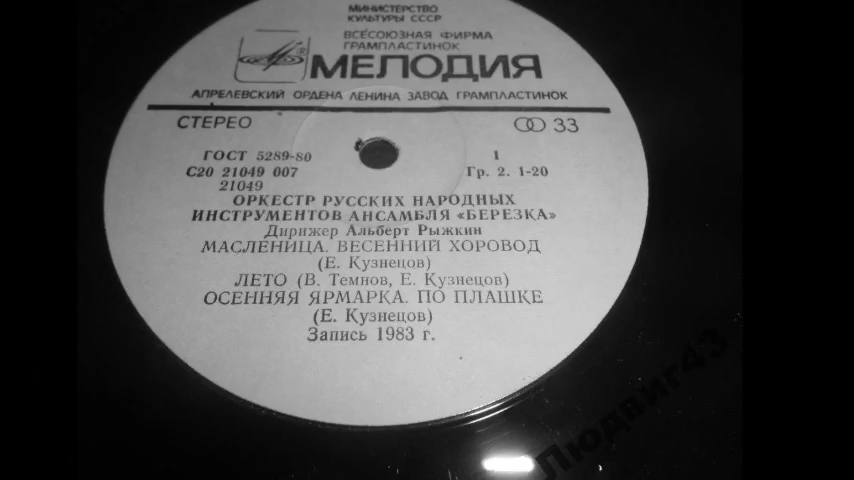 МИНИСТЕРСТВО
КУЛЬТУРЫ СССР
ВСЕСОЮЗНАЯ ФИРМА
ГРАМПЛАСТИНОК
® МЕЛОДИЯ
АПРЕЛЕВСКИЙ ОРДЕНА ЛЕНИНА ЗАВОД ГРАМПЛАСТИНОК
СТЕРЕО 33
ГОСТ 5289-80 1
С20 21049 007 Гр. 2. 1-20
21049
ОРКЕСТР РУССКИХ НАРОДНЫХ
ИНСТРУМЕНТОВ АНСАМБЛЯ «БЕРЕЗКА»
Дирижер Альберт Рыжкин
МАСЛЕНИЦА. ВЕСЕННИЙ ХОРОВОД
(Е. Кузнецов)
ЛЕТО (В. Темнов, Е. Кузнецов)
ОСЕННЯЯ ЯРМАРКА. ПО ПЛАШКЕ
(Е. Кузнецов)
Запись 1983 г.
Людвиг43